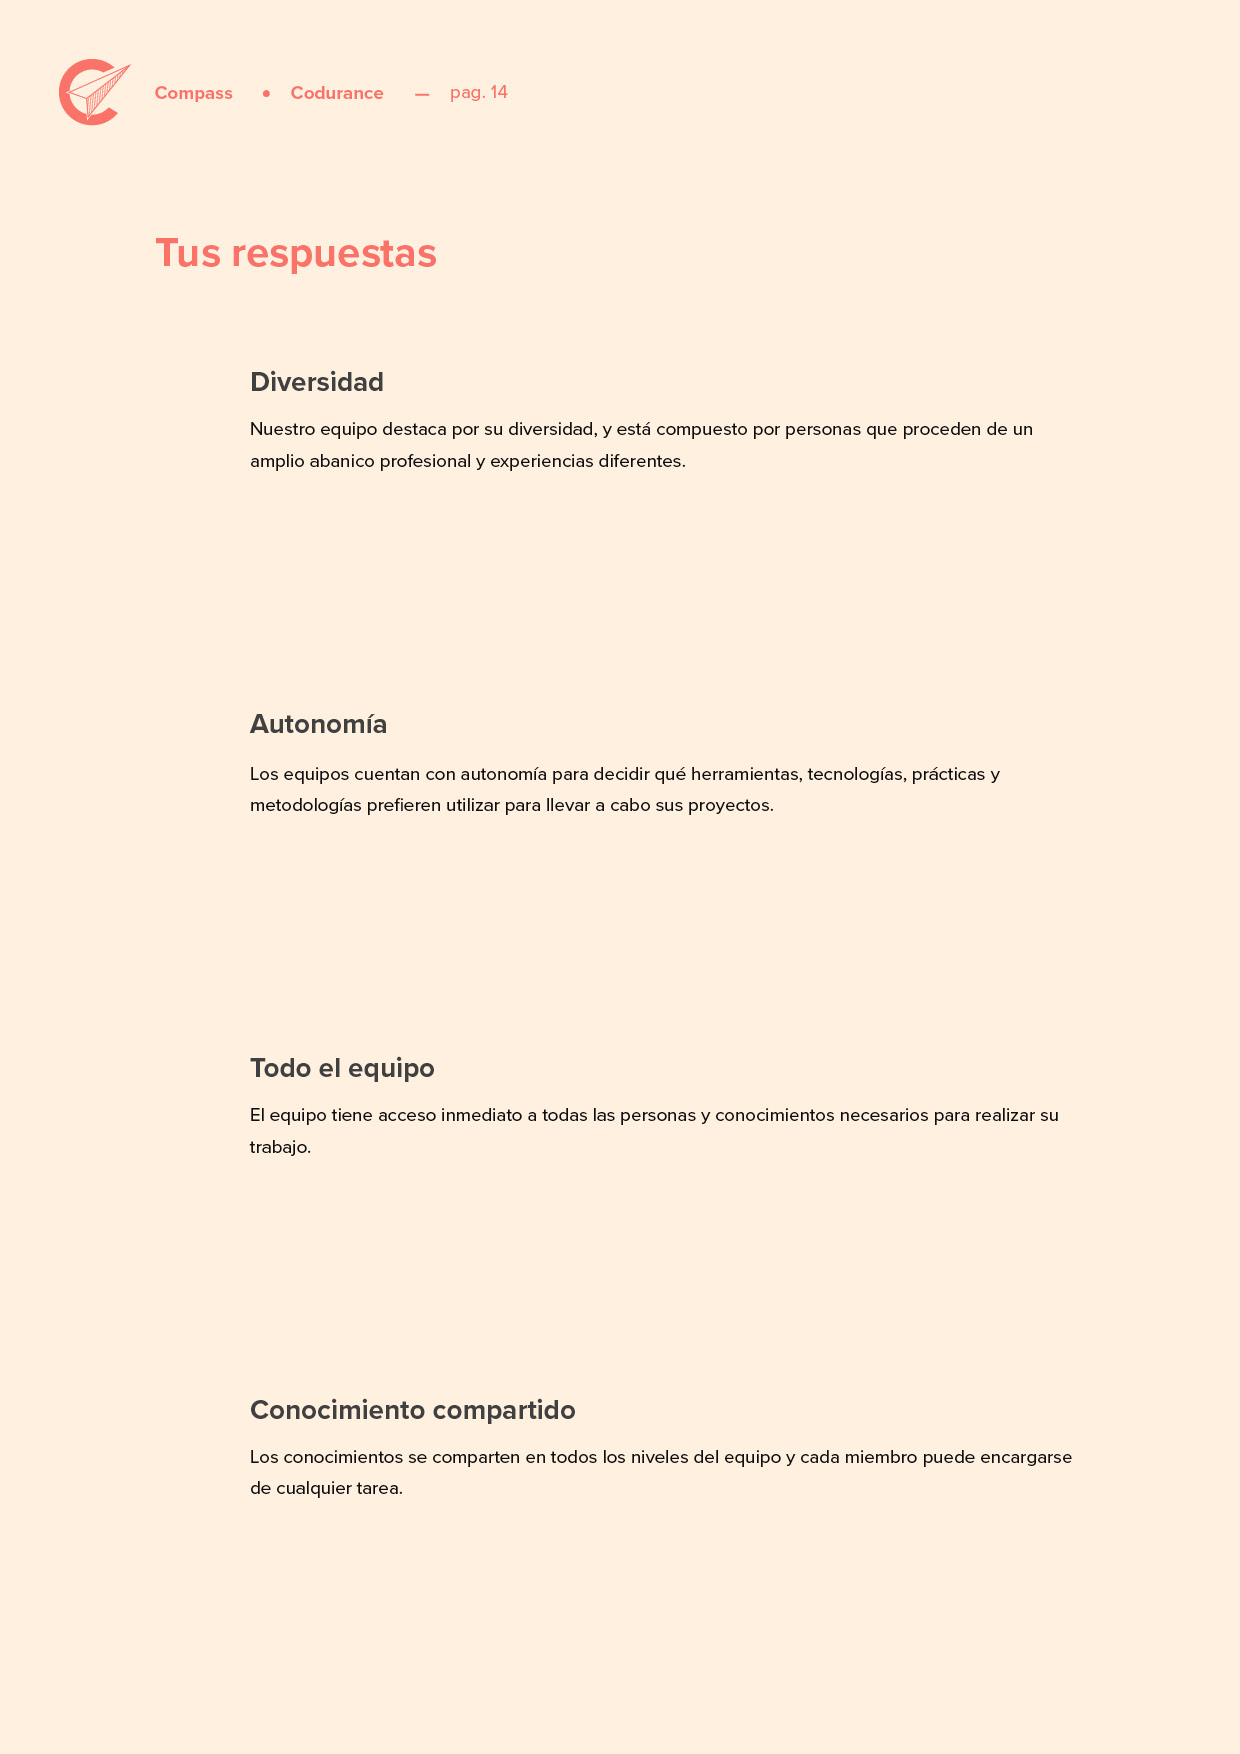 Compass • Codurance — pag. 14
Tus respuestas
Diversidad
Nuestro equipo destaca por su diversidad, y está compuesto por personas que proceden de un
amplio abanico profesional y experiencias diferentes.
Autonomía
Los equipos cuentan con autonomía para decidir qué herramientas, tecnologías, prácticas y
metodologías prefieren utilizar para llevar a cabo sus proyectos.
Todo el equipo
El equipo tiene acceso inmediato a todas las personas y conocimientos necesarios para realizar su
trabajo.
Conocimiento compartido
Los conocimientos se comparten en todos los niveles del equipo y cada miembro puede encargarse
de cualquier tarea.